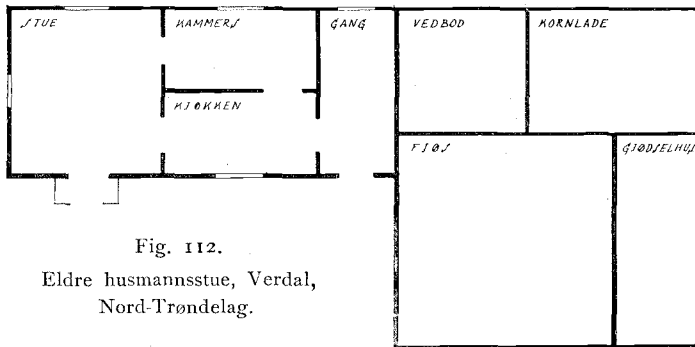 STUE KAMMERS GANG VEDBOD KORNLADE
KJØKKEN
FJØS GJØDSELHUS
Fig. 112.
Eldre husmannsstue, Verdal,
Nord-Trøndelag.